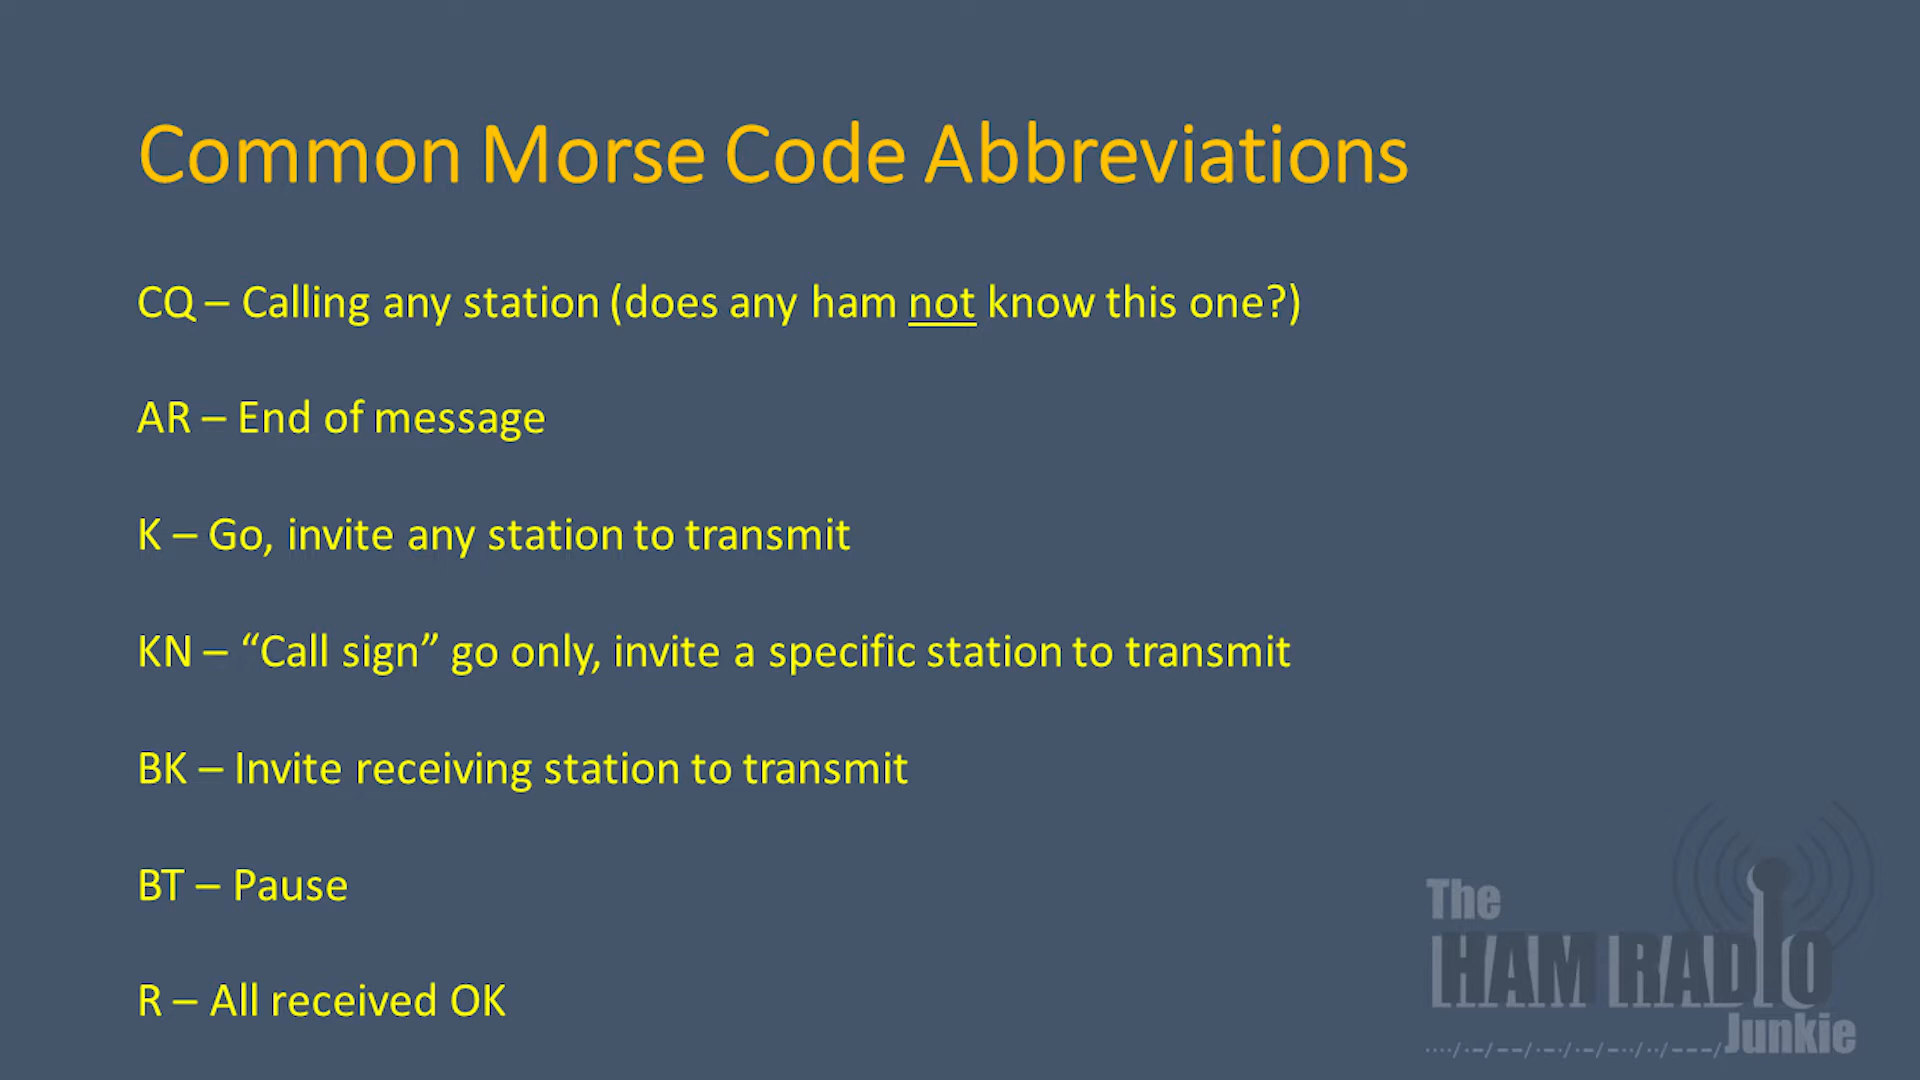 Common Morse Code Abbreviations
CQ – Calling any station (does any ham not know this one?)
AR – End of message
K – Go, invite any station to transmit
KN – “Call sign” go only, invite a specific station to transmit
BK – Invite receiving station to transmit
BT – Pause
R – All received OK
The
HAM RADIO
Junkie
····/·–/––/·–·/·–/–··/··/–––/